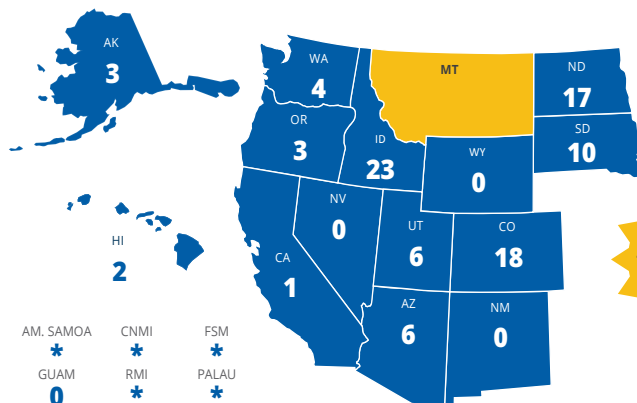 AK
3
WA
4
MT
ND
17
OR
3
ID
23
SD
10
WY
0
NV
0
HI
2
CA
1
UT
6
CO
18
AZ
6
NM
0
AM. SAMOA CNMI FSM
* * *
GUAM RMI PALAU
0 * *